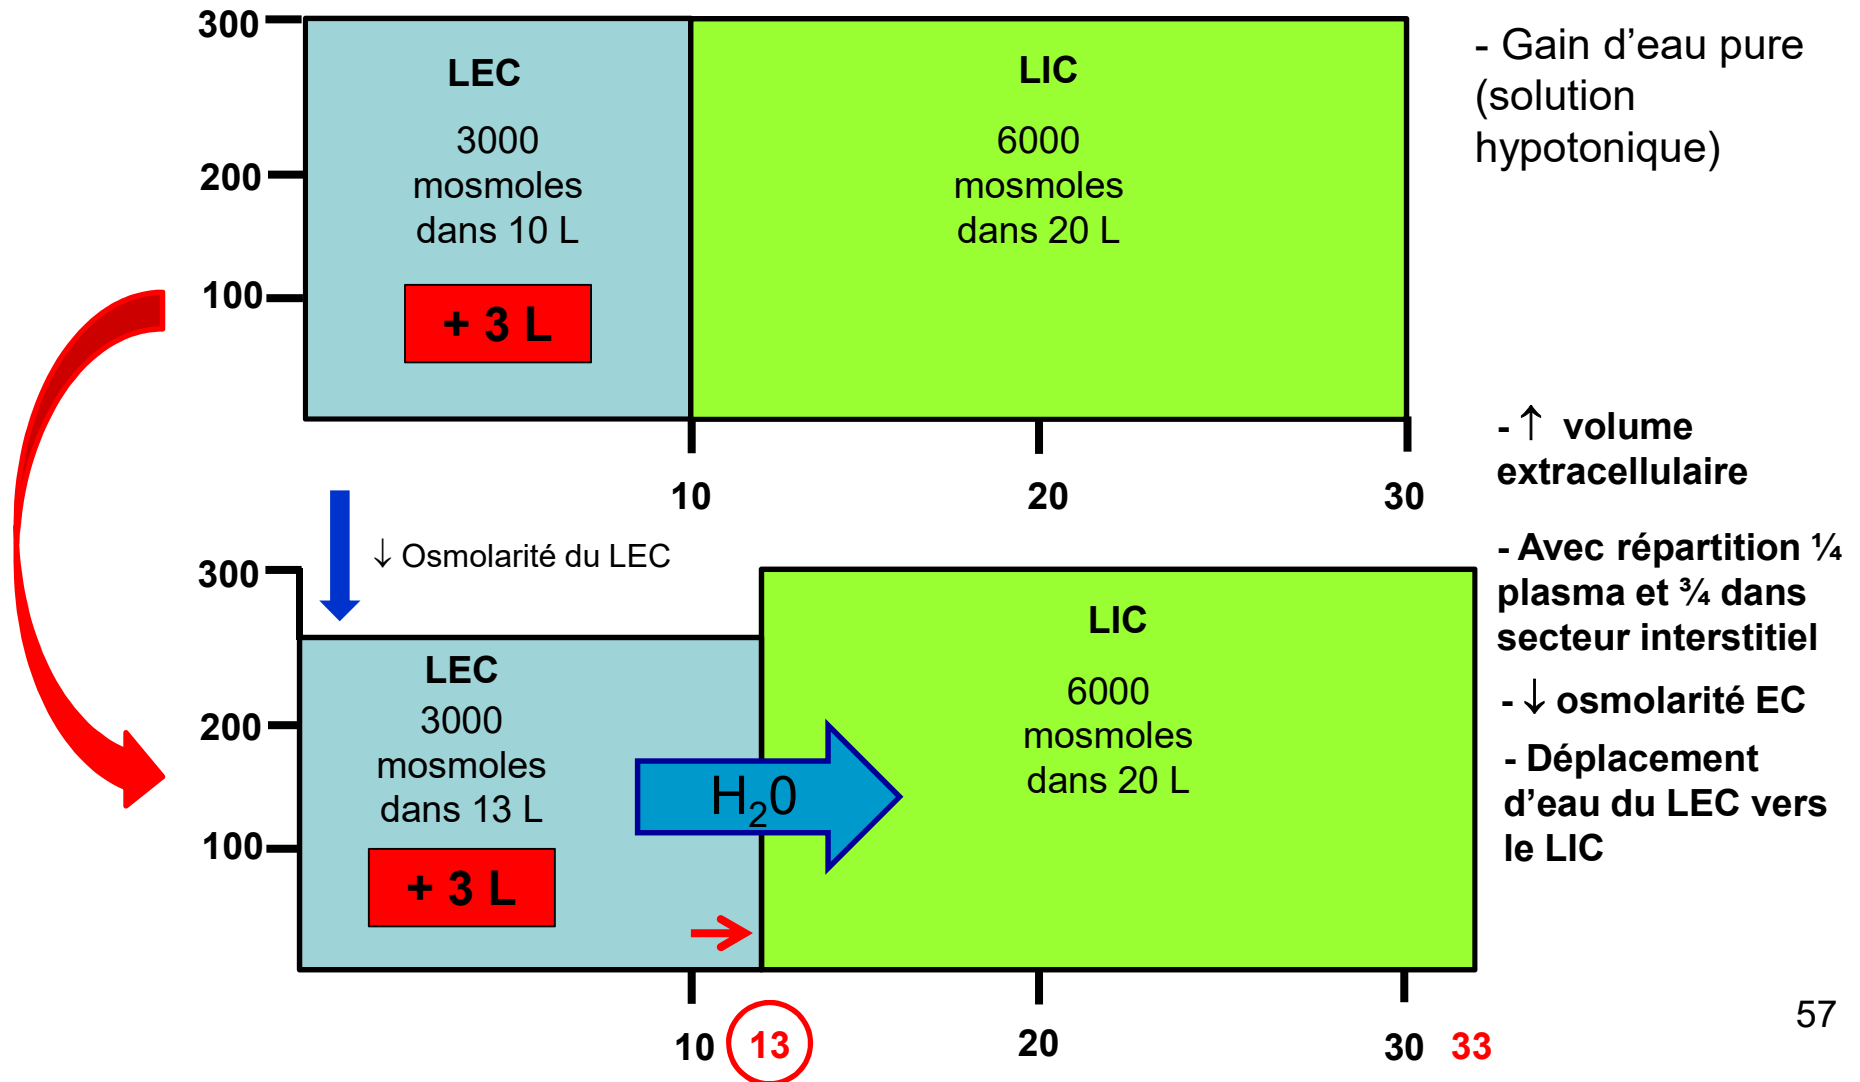 300
200
100
LEC
3000
mosmoles
dans 10 L
+ 3 L
LIC
6000
mosmoles
dans 20 L
10
20
30
- Gain d’eau pure
(solution
hypotonique)
↓ Osmolarité du LEC
300
200
100
LEC
3000
mosmoles
dans 13 L
+ 3 L
H₂0
LIC
6000
mosmoles
dans 20 L
10
13
20
30
33
- ↑ volume
extracellulaire
- Avec répartition ¼
plasma et ¾ dans
secteur interstitiel
- ↓ osmolarité EC
- Déplacement
d’eau du LEC vers
le LIC
57